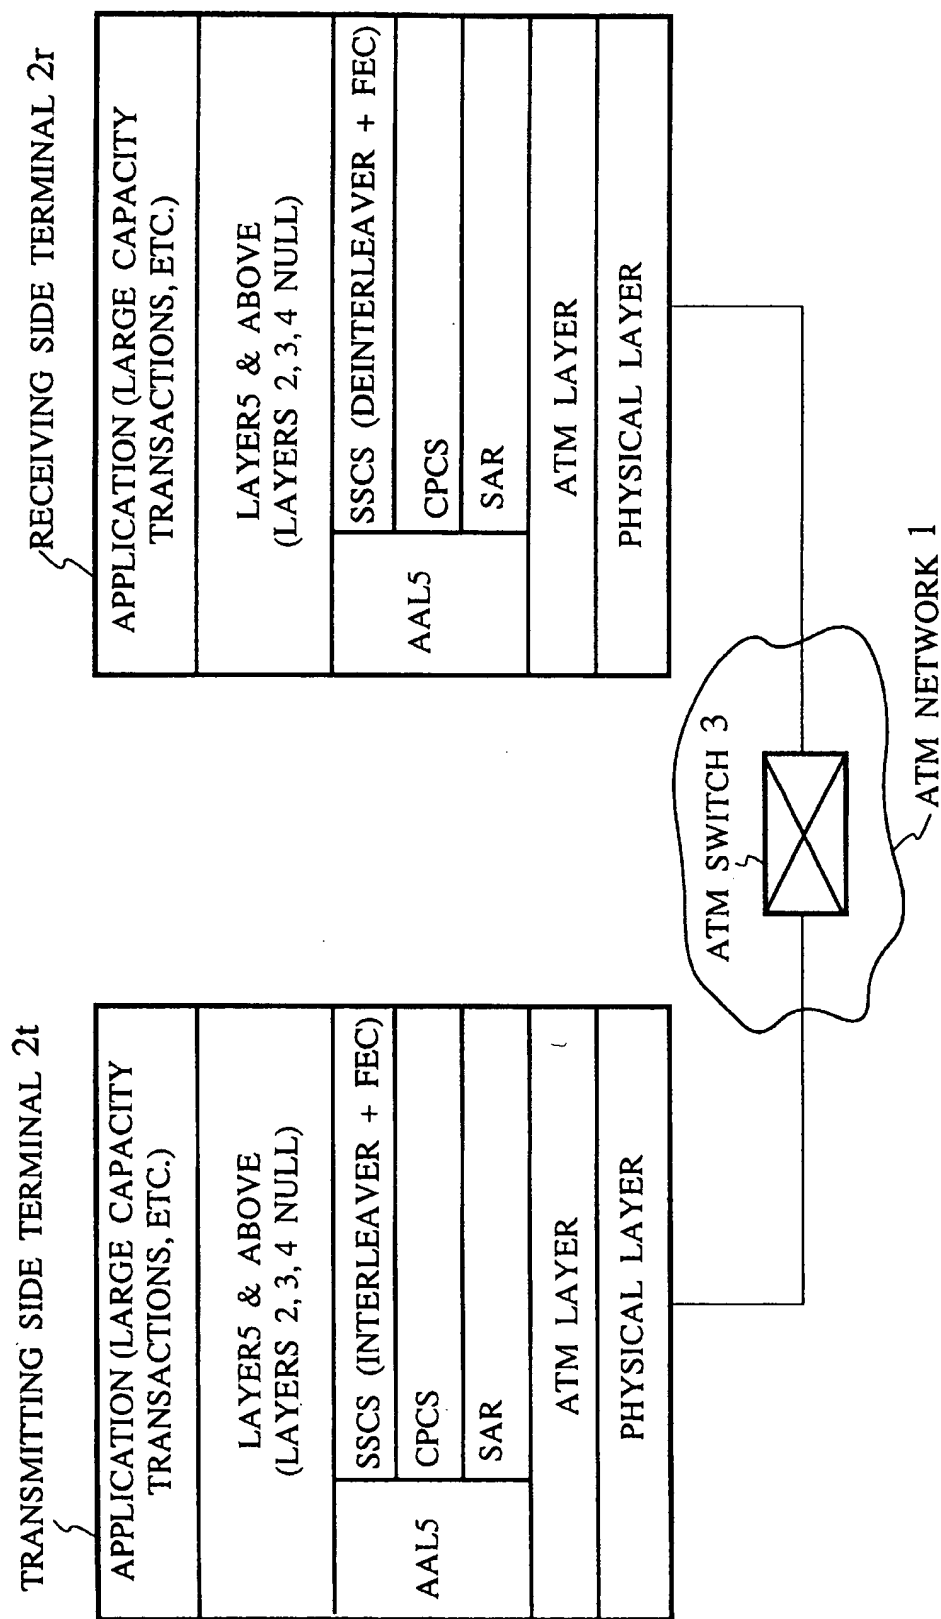 TRANSMITTING SIDE TERMINAL 2t
APPLICATION (LARGE CAPACITY
TRANSACTIONS, ETC.)
LAYER5 & ABOVE
(LAYERS 2, 3, 4 NULL)
AAL5
SSCS (INTERLEAVER + FEC)
CPCS
SAR
ATM LAYER
PHYSICAL LAYER
RECEIVING SIDE TERMINAL 2r
APPLICATION (LARGE CAPACITY
TRANSACTIONS, ETC.)
LAYER5 & ABOVE
(LAYERS 2, 3, 4 NULL)
AAL5
SSCS (DEINTERLEAVER + FEC)
CPCS
SAR
ATM LAYER
PHYSICAL LAYER
ATM SWITCH 3
ATM NETWORK 1